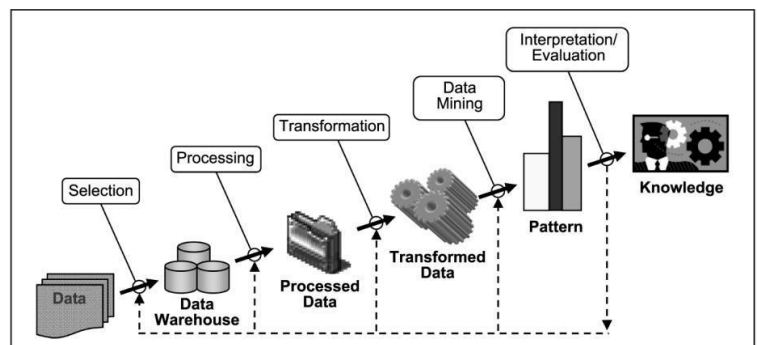 Interpretation/
Evaluation
Data
Mining
Transformation
Processing
Selection
Knowledge
Pattern
Transformed
Data
Processed
Data
Data
Warehouse
Data